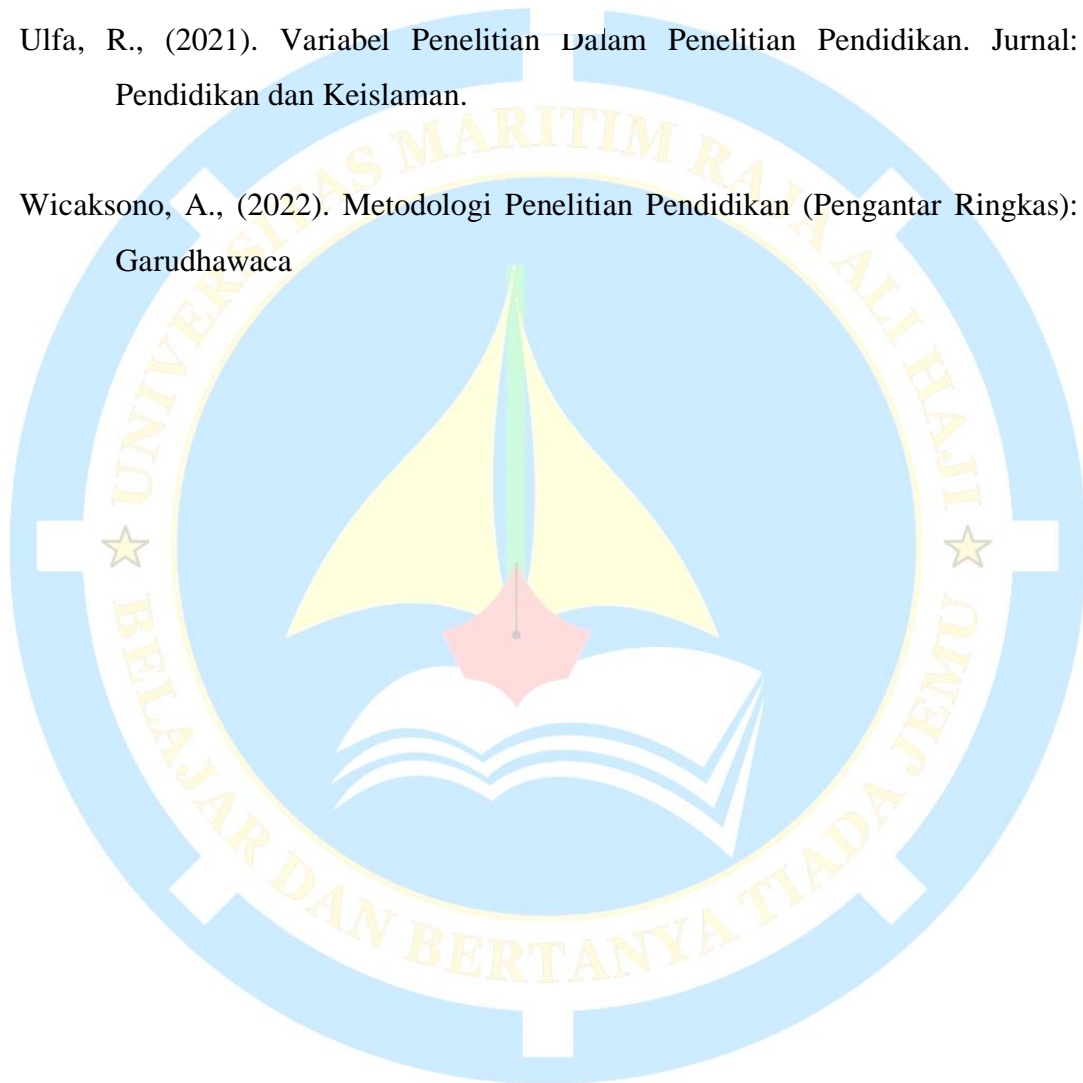 Ulfa, R., (2021). Variabel Penelitian Dalam Penelitian Pendidikan. Jurnal:
Pendidikan dan Keislaman.
Wicaksono, A., (2022). Metodologi Penelitian Pendidikan (Pengantar Ringkas):
Garudhawaca
UNIVERSITAS MARITIM RAJA ALI HAJI
BELAJAR DAN BERTANYA TIADA JEMU